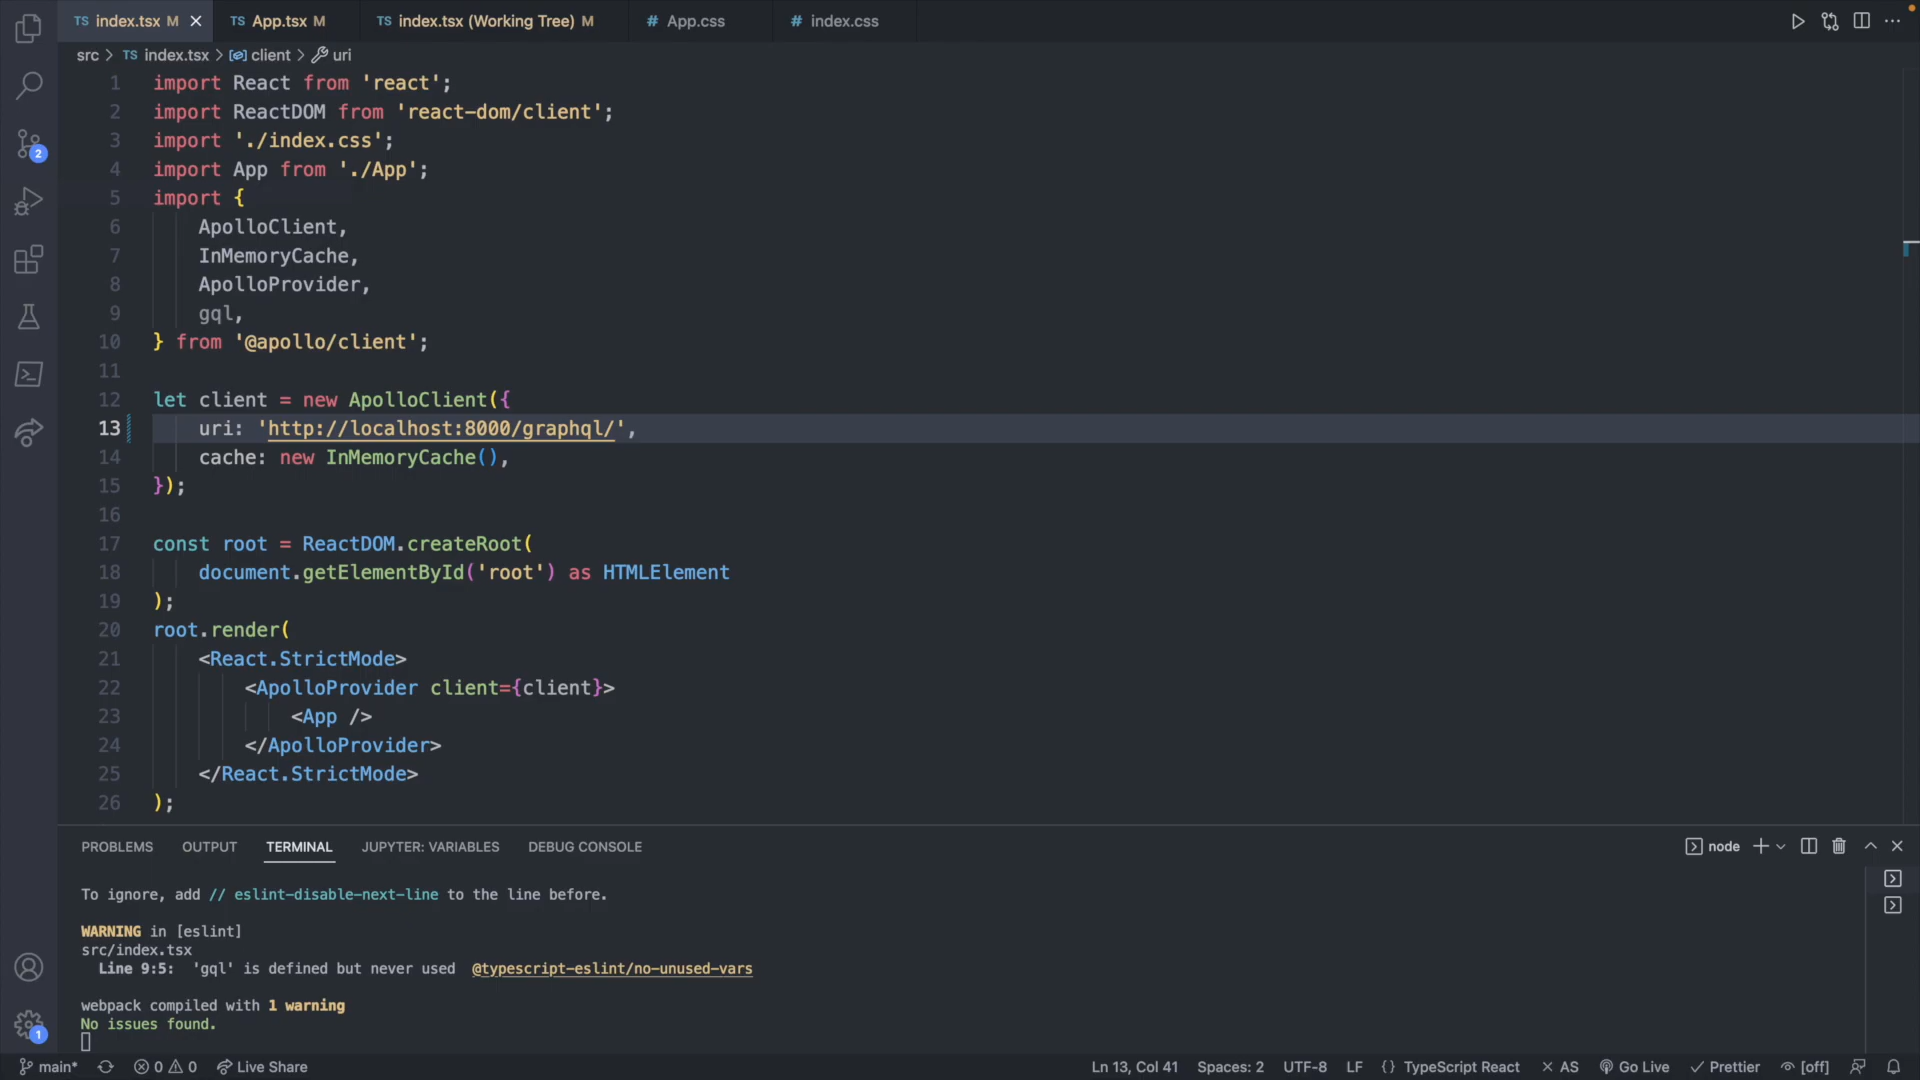 TS index.tsx M × TS App.tsx M TS index.tsx (Working Tree) M # App.css # index.css
src > TS index.tsx > client > uri
1 import React from 'react';
2 import ReactDOM from 'react-dom/client';
3 import './index.css';
4 import App from './App';
5 import {
6 ApolloClient,
7 InMemoryCache,
8 ApolloProvider,
9 gql,
10 } from '@apollo/client';
11
12 let client = new ApolloClient({
13 uri: 'http://localhost:8000/graphql/',
14 cache: new InMemoryCache(),
15 });
16
17 const root = ReactDOM.createRoot(
18 document.getElementById('root') as HTMLElement
19 );
20 root.render(
21 <React.StrictMode>
22 <ApolloProvider client={client}>
23 <App />
24 </ApolloProvider>
25 </React.StrictMode>
26 );
2
PROBLEMS OUTPUT TERMINAL JUPYTER: VARIABLES DEBUG CONSOLE node
To ignore, add // eslint-disable-next-line to the line before.
WARNING in [eslint]
src/index.tsx
Line 9:5: 'gql' is defined but never used @typescript-eslint/no-unused-vars
webpack compiled with 1 warning
No issues found.
1
main* 0 0 Live Share Ln 13, Col 41 Spaces: 2 UTF-8 LF {} TypeScript React × AS Go Live ✓ Prettier [off]